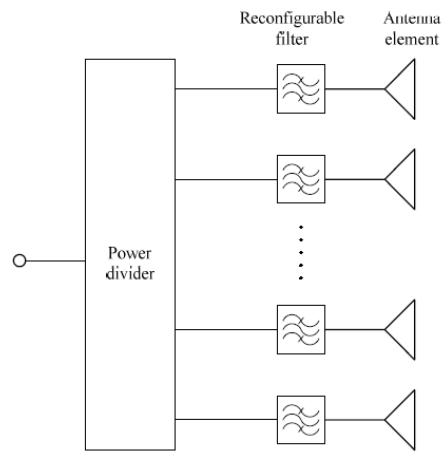 Reconfigurable
filter
Antenna
element
Power
divider